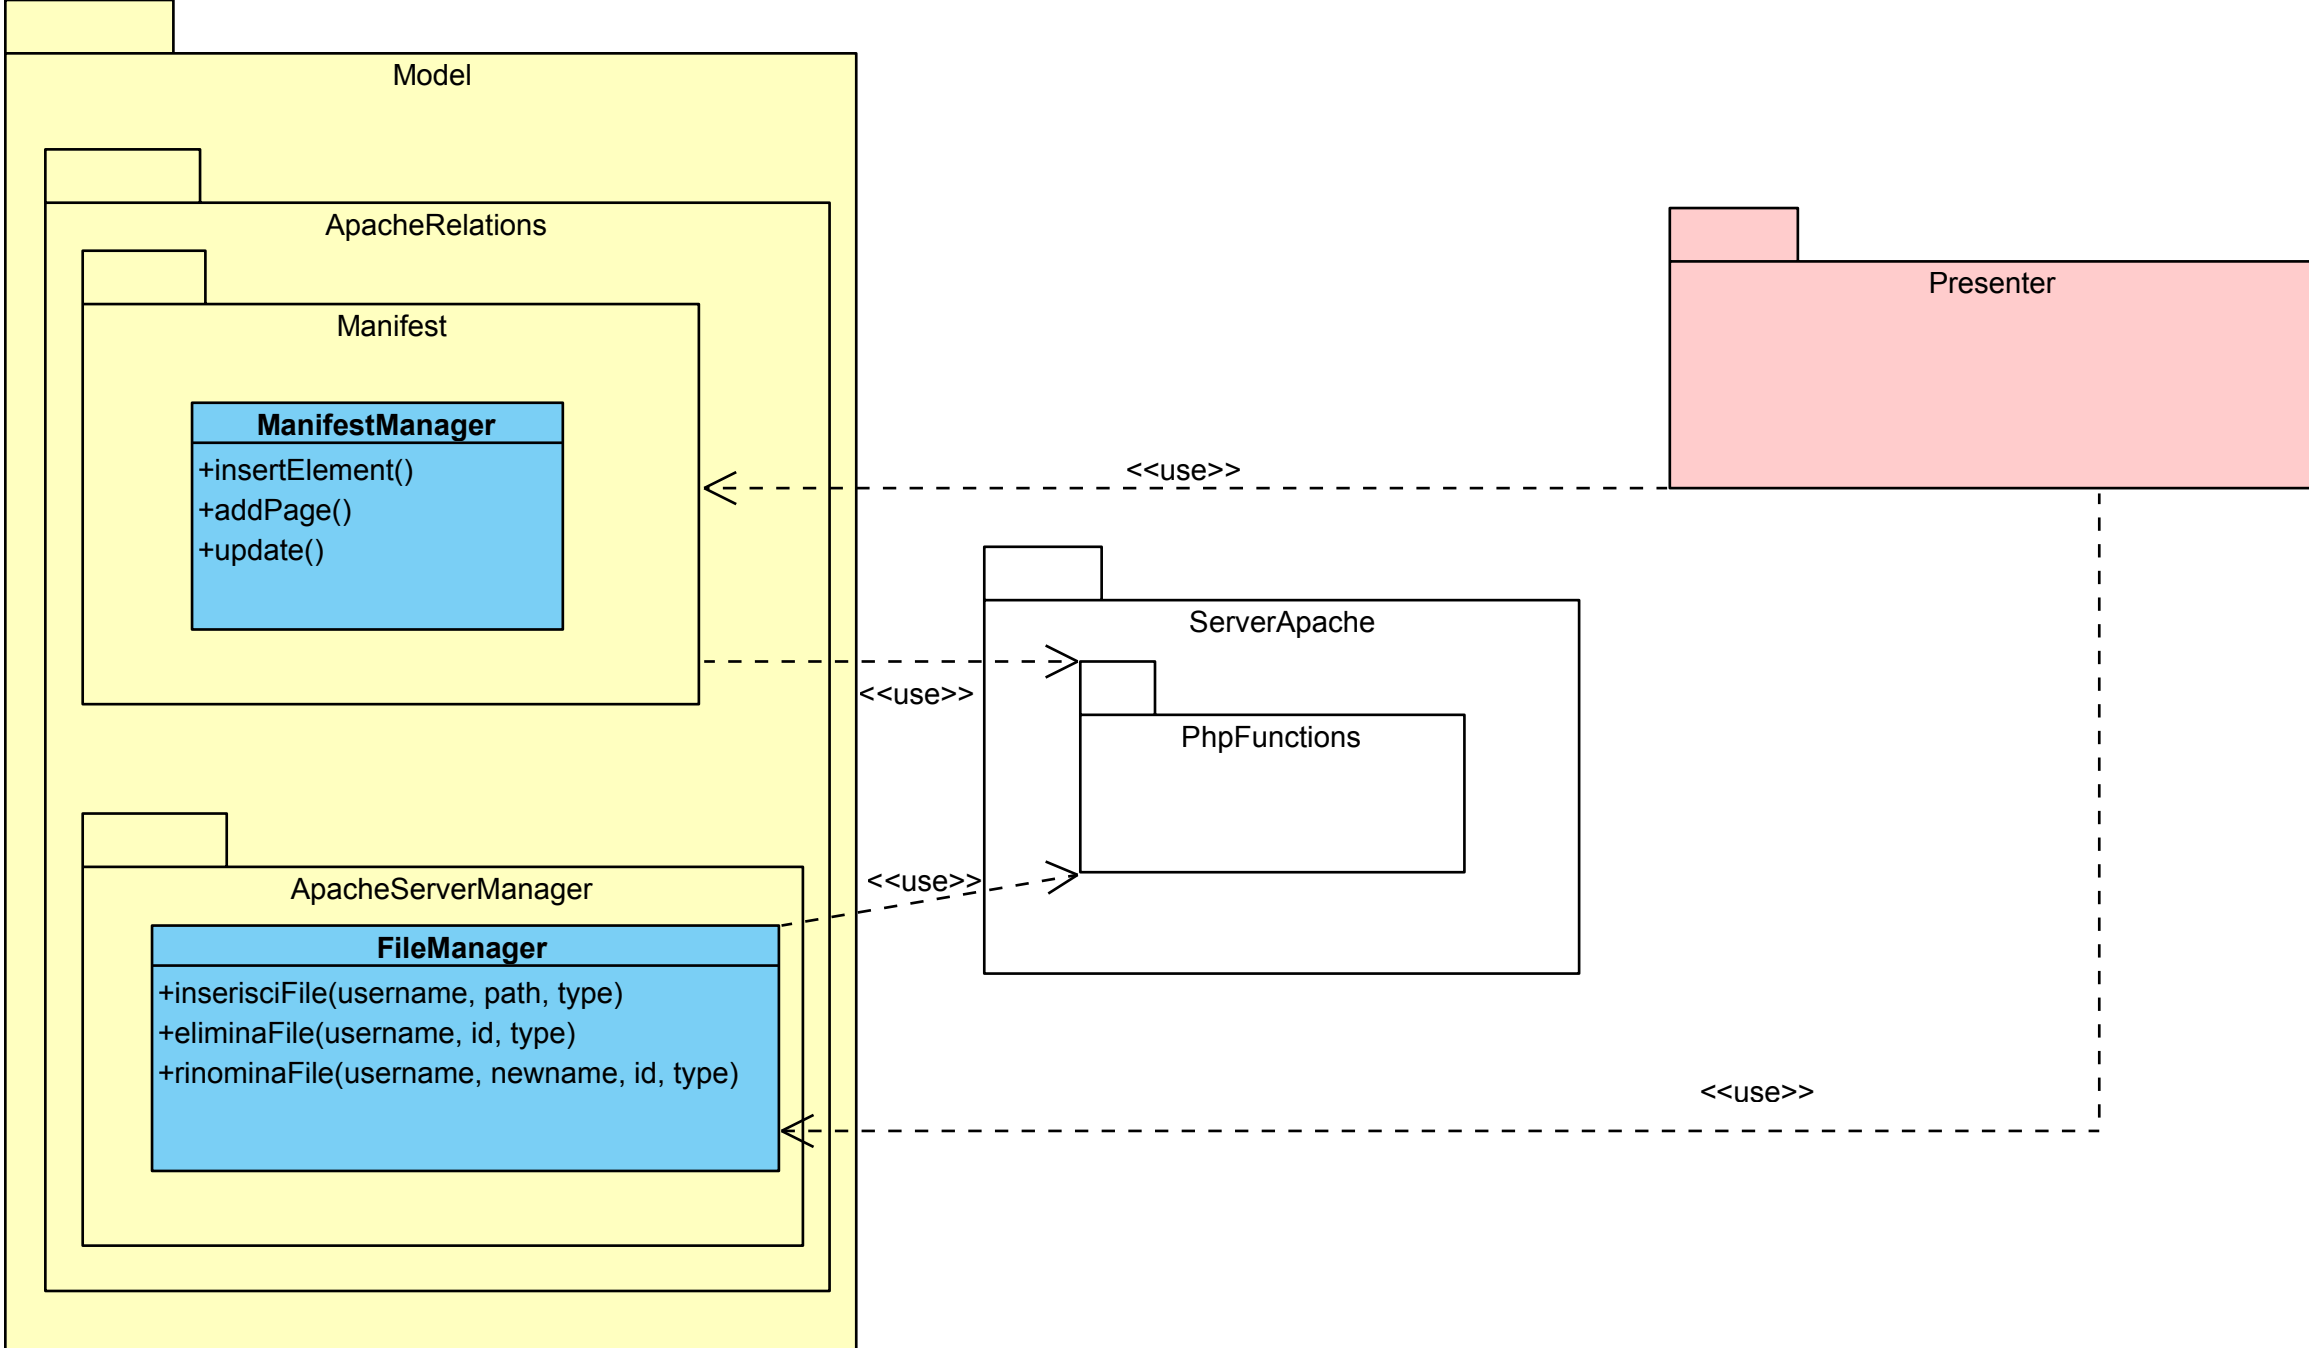 Model
ApacheRelations
Manifest
ManifestManager
+insertElement()
+addPage()
+update()
ApacheServerManager
FileManager
+inserisciFile(username, path, type)
+eliminaFile(username, id, type)
+rinominaFile(username, newname, id, type)
<<use>>
<<use>>
<<use>>
<<use>>
ServerApache
PhpFunctions
Presenter